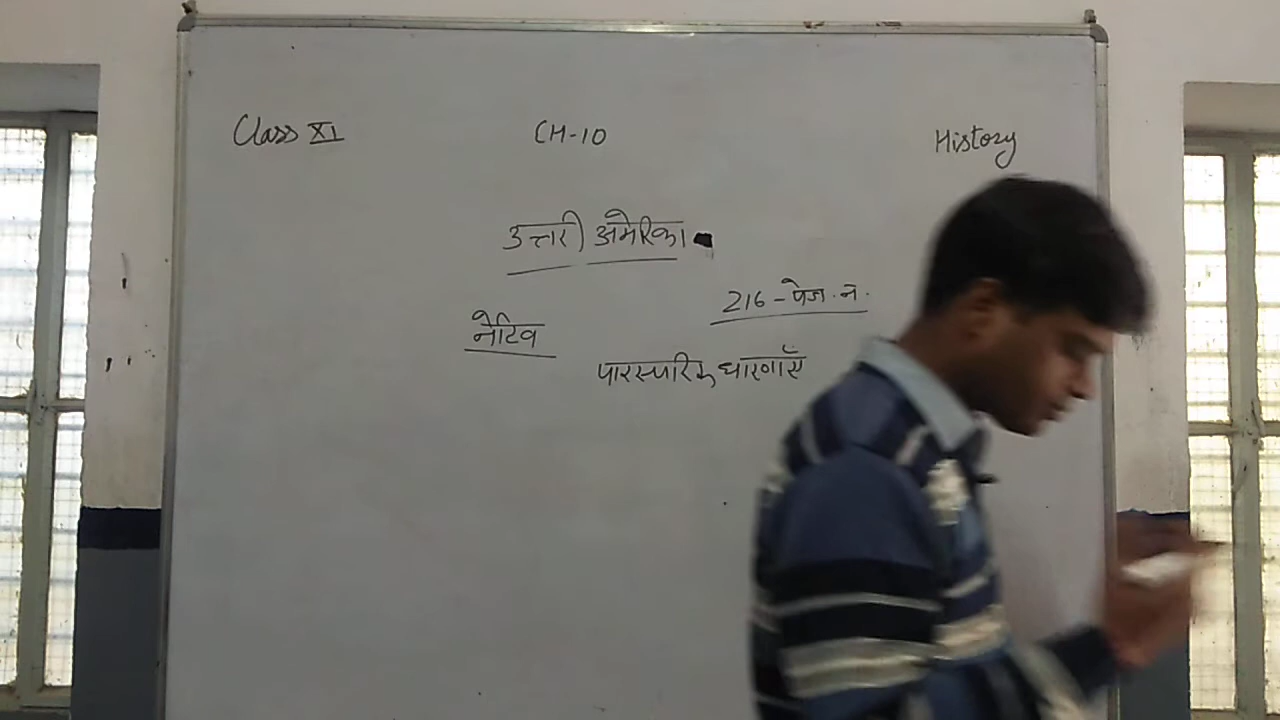 Class XI CH-10 History
उत्तरी अमेरिका
216-पेज.न.
नेटिव
पारस्परिक धारणाएँ